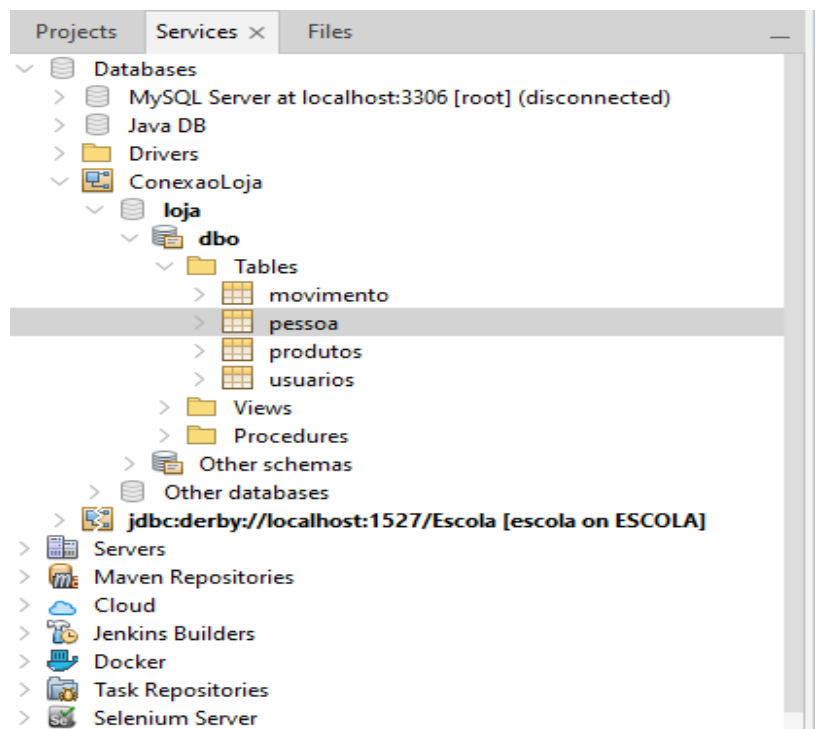 Projects Services Files
Databases
MySQL Server at localhost:3306 [root] (disconnected)
Java DB
Drivers
ConexaoLoja
loja
dbo
Tables
movimento
pessoa
produtos
usuarios
Views
Procedures
Other schemas
Other databases
jdbc:derby://localhost:1527/Escola [escola on ESCOLA]
Servers
Maven Repositories
Cloud
Jenkins Builders
Docker
Task Repositories
Selenium Server